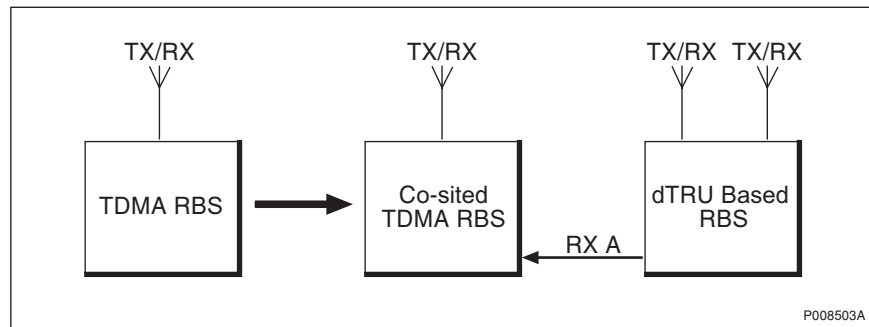 TX/RX
TX/RX
TX/RX TX/RX
TDMA RBS
Co-sited
TDMA RBS
dTRU Based
RBS
RX A
P008503A